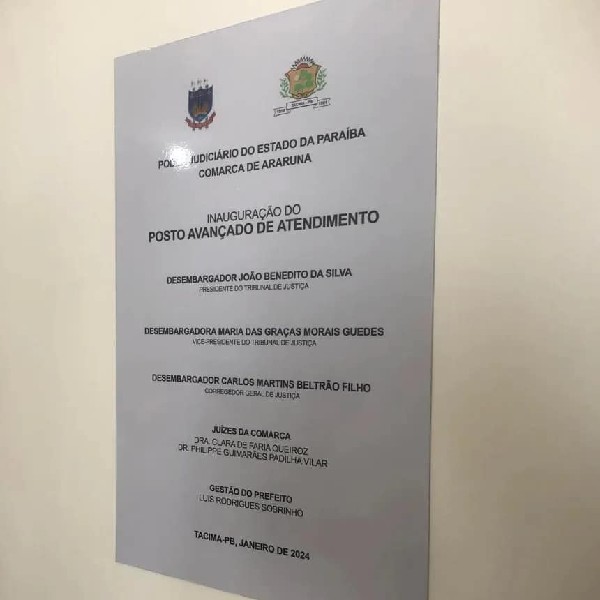 PODER JUDICIÁRIO DO ESTADO DA PARAÍBA
COMARCA DE ARARUNA
INAUGURAÇÃO DO
POSTO AVANÇADO DE ATENDIMENTO
DESEMBARGADOR JOÃO BENEDITO DA SILVA
PRESIDENTE DO TRIBUNAL DE JUSTIÇA
DESEMBARGADORA MARIA DAS GRAÇAS MORAIS GUEDES
VICE-PRESIDENTE DO TRIBUNAL DE JUSTIÇA
DESEMBARGADOR CARLOS MARTINS BELTRÃO FILHO
CORREGEDOR GERAL DE JUSTIÇA
JUÍZES DA COMARCA
DRA. CLARA DE FARIA QUEIROZ
DR. PHILIPPE GUIMARÃES PADILHA VILAR
GESTÃO DO PREFEITO
LUIS RODRIGUES SOBRINHO
TACIMA-PB, JANEIRO DE 2024